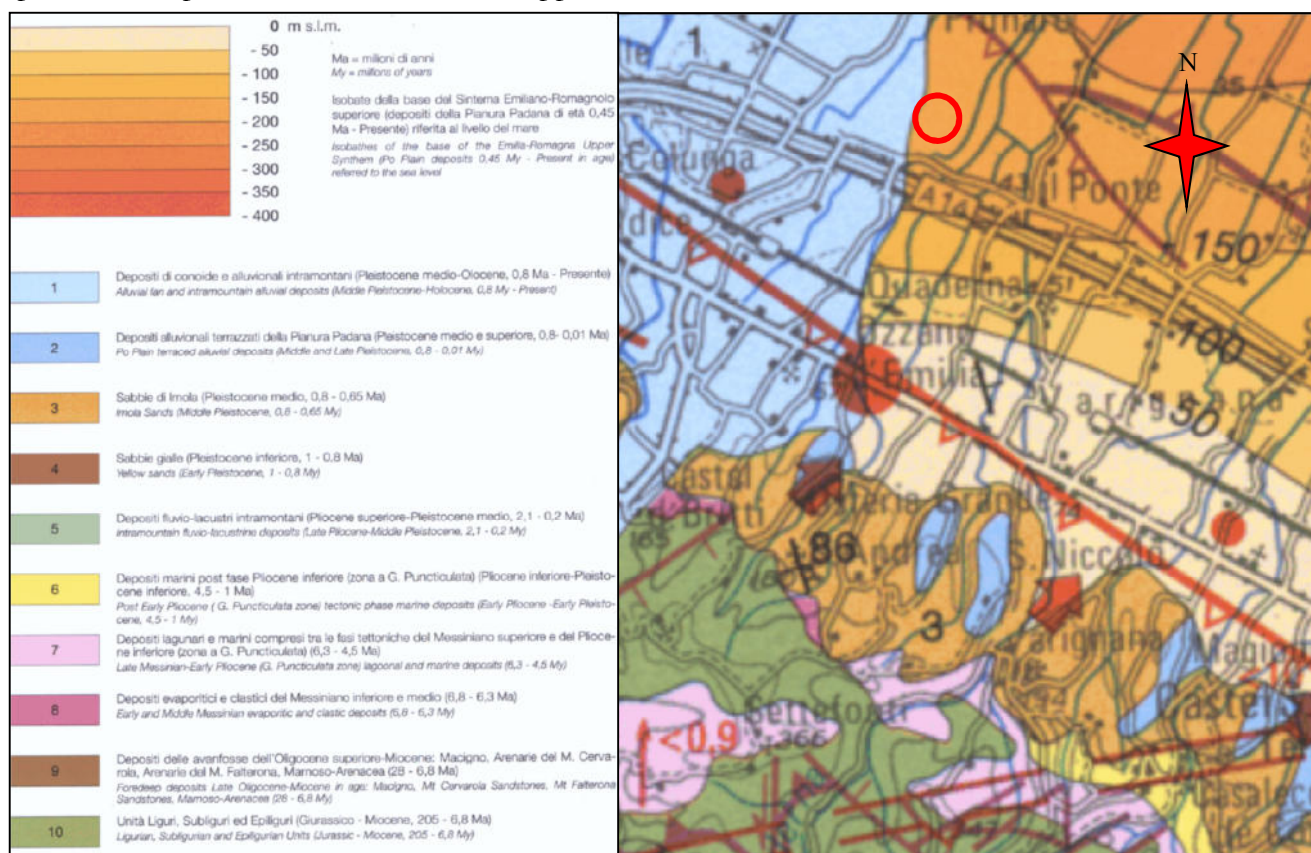 0 m s.l.m.
- 50
- 100
- 150
- 200
- 250
- 300
- 350
- 400
Ma = milioni di anni
My = millions of years
Isobate della base del Sintema Emiliano-Romagnolo
superiore (depositi della Pianura Padana di età 0,45
Ma - Presente) riferita al livello del mare
Isobathes of the base of the Emilia-Romagna Upper
Synthem (Po Plain deposits 0,45 My - Present in age)
referred to the sea level
1
Depositi di conoide e alluvionali intramontani (Pleistocene medio-Olocene, 0,8 Ma - Presente)
Alluvial fan and intramountain alluvial deposits (Middle Pleistocene-Holocene, 0,8 My - Present)
2
Depositi alluvionali terrazzati della Pianura Padana (Pleistocene medio e superiore, 0,8- 0,01 Ma)
Po Plain terraced alluvial deposits (Middle and Late Pleistocene, 0,8 - 0,01 My)
3
Sabbie di Imola (Pleistocene medio, 0,8 - 0,65 Ma)
Imola Sands (Middle Pleistocene, 0,8 - 0,65 My)
4
Sabbie gialle (Pleistocene inferiore, 1 - 0,8 Ma)
Yellow sands (Early Pleistocene, 1 - 0,8 My)
5
Depositi fluvio-lacustri intramontani (Pliocene superiore-Pleistocene medio, 2,1 - 0,2 Ma)
Intramountain fluvio-lacustrine deposits (Late Pliocene-Middle Pleistocene, 2,1 - 0,2 My)
6
Depositi marini post fase Pliocene inferiore (zona a G. Puncticulata) (Pliocene inferiore-Pleisto-
cene inferiore, 4,5 - 1 Ma)
Post Early Pliocene ( G. Puncticulata zone) tectonic phase marine deposits (Early Pliocene -Early Pleisto-
cene, 4,5 - 1 My)
7
Depositi lagunari e marini compresi tra le fasi tettoniche del Messiniano superiore e del Plioce-
ne inferiore (zona a G. Puncticulata) (6,3 - 4,5 Ma)
Late Messinian-Early Pliocene (G. Puncticulata zone) lagoonal and marine deposits (6,3 - 4,5 My)
8
Depositi evaporitici e clastici del Messiniano inferiore e medio (6,8 - 6,3 Ma)
Early and Middle Messinian evaporitic and clastic deposits (6,8 - 6,3 My)
9
Depositi delle avanfosse dell'Oligocene superiore-Miocene: Macigno, Arenarie del M. Cerva-
rola, Arenarie del M. Falterona, Marnoso-Arenacea (28 - 6,8 Ma)
Foredeep deposits Late Oligocene-Miocene in age: Macigno, Mt Cervarola Sandstones, Mt Falterona
Sandstones, Marnoso-Arenacea (28 - 6,8 My)
10
Unità Liguri, Subliguri ed Epiliguri (Giurassico - Miocene, 205 - 6,8 Ma)
Ligurian, Subligurian and Epiligurian Units (Jurassic - Miocene, 205 - 6,8 My)
N
1
Colunga
dice
il Ponte
A 14
150
100
50
Quaderna
Ozzano
Emilia
Varignana
Castel
Osteria Grande
86
Andrea
S. Niccolò
3
Varignana
Settefonti
366
<0,9
Castel S
Casalec